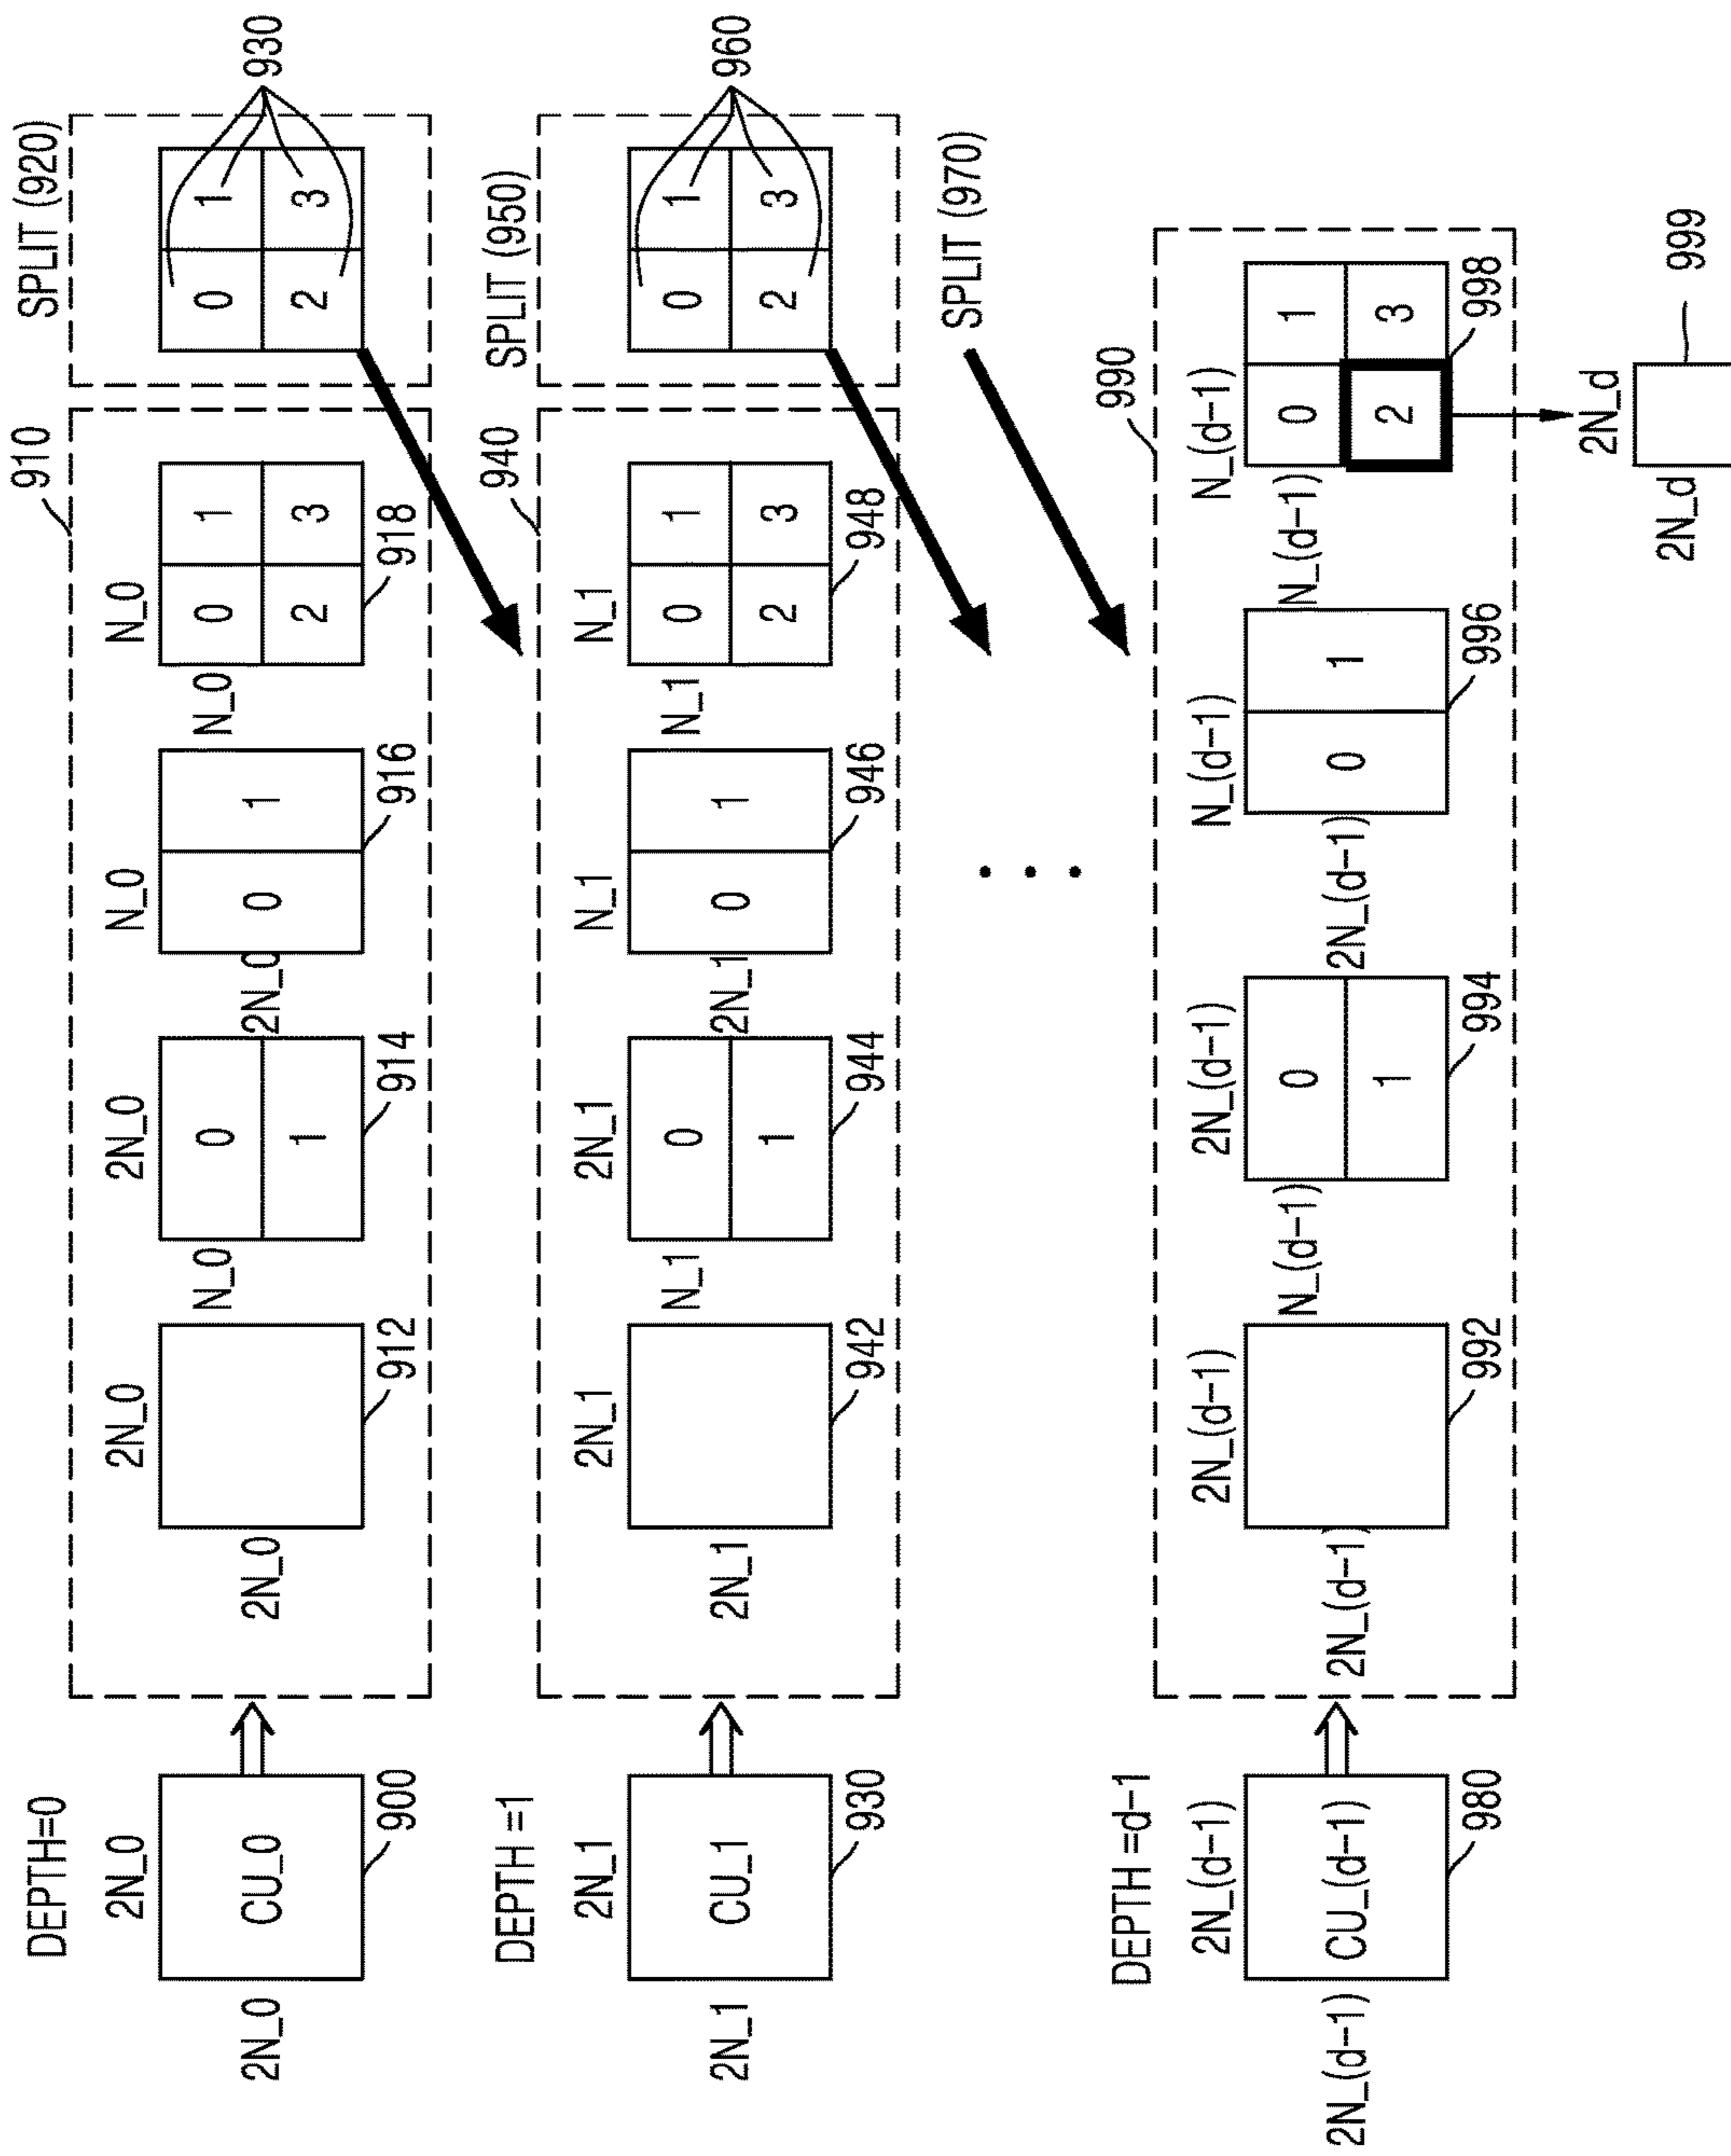 DEPTH=0
2N_0
2N_0
CU_0
900
910
2N_0
2N_0
912
2N_0
N_0
0
1
914
N_0
2N_0
0
1
916
N_0
N_0
0
1
2
3
918
SPLIT (920)
0
1
2
3
930
DEPTH =1
2N_1
2N_1
CU_1
930
940
2N_1
2N_1
942
2N_1
N_1
0
1
944
N_1
2N_1
0
1
946
N_1
N_1
0
1
2
3
948
SPLIT (950)
0
1
2
3
960
SPLIT (970)
DEPTH =d-1
2N_(d-1)
2N_(d-1)
CU_(d-1)
980
990
2N_(d-1)
2N_(d-1)
992
2N_(d-1)
N_(d-1)
0
1
994
N_(d-1)
2N_(d-1)
0
1
996
N_(d-1)
N_(d-1)
0
1
2
3
998
2N_d
2N_d
999